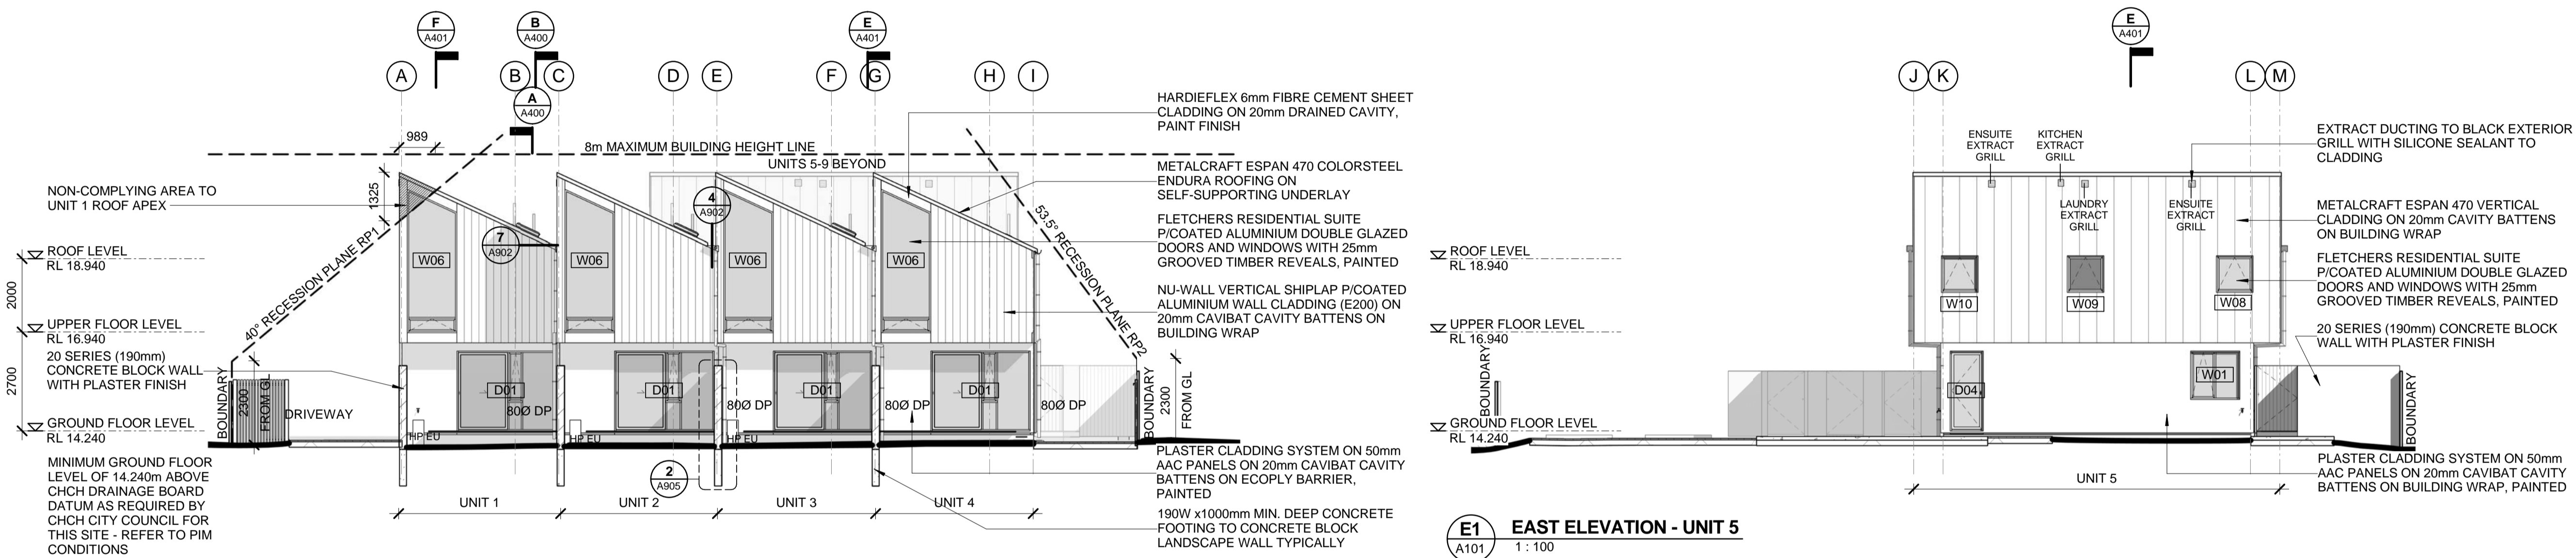 F
A401
B
A400
E
A401
A
B
C
D
E
F
G
H
I
A
A400
989
8m MAXIMUM BUILDING HEIGHT LINE
UNITS 5-9 BEYOND
NON-COMPLYING AREA TO
UNIT 1 ROOF APEX
1325
40° RECESSION PLANE RP1
53.5° RECESSION PLANE RP2
4
A902
7
A902
ROOF LEVEL
RL 18.940
2000
UPPER FLOOR LEVEL
RL 16.940
2700
20 SERIES (190mm)
CONCRETE BLOCK WALL
WITH PLASTER FINISH
GROUND FLOOR LEVEL
RL 14.240
MINIMUM GROUND FLOOR
LEVEL OF 14.240m ABOVE
CHCH DRAINAGE BOARD
DATUM AS REQUIRED BY
CHCH CITY COUNCIL FOR
THIS SITE - REFER TO PIM
CONDITIONS
BOUNDARY
2300
FROM GL
DRIVEWAY
W06
W06
W06
W06
D01
D01
D01
D01
80Ø DP
80Ø DP
80Ø DP
80Ø DP
HP EU
HP EU
HP EU
2
A905
UNIT 1
UNIT 2
UNIT 3
UNIT 4
BOUNDARY
2300
FROM GL
HARDIEFLEX 6mm FIBRE CEMENT SHEET
CLADDING ON 20mm DRAINED CAVITY,
PAINT FINISH
METALCRAFT ESPAN 470 COLORSTEEL
ENDURA ROOFING ON
SELF-SUPPORTING UNDERLAY
FLETCHERS RESIDENTIAL SUITE
P/COATED ALUMINIUM DOUBLE GLAZED
DOORS AND WINDOWS WITH 25mm
GROOVED TIMBER REVEALS, PAINTED
NU-WALL VERTICAL SHIPLAP P/COATED
ALUMINIUM WALL CLADDING (E200) ON
20mm CAVIBAT CAVITY BATTENS ON
BUILDING WRAP
PLASTER CLADDING SYSTEM ON 50mm
AAC PANELS ON 20mm CAVIBAT CAVITY
BATTENS ON ECOPLY BARRIER,
PAINTED
190W x1000mm MIN. DEEP CONCRETE
FOOTING TO CONCRETE BLOCK
LANDSCAPE WALL TYPICALLY
E
A401
J
K
L
M
ENSUITE
EXTRACT
GRILL
KITCHEN
EXTRACT
GRILL
LAUNDRY
EXTRACT
GRILL
ENSUITE
EXTRACT
GRILL
ROOF LEVEL
RL 18.940
UPPER FLOOR LEVEL
RL 16.940
GROUND FLOOR LEVEL
RL 14.240
BOUNDARY
W10
W09
W08
D04
W01
BOUNDARY
UNIT 5
EXTRACT DUCTING TO BLACK EXTERIOR
GRILL WITH SILICONE SEALANT TO
CLADDING
METALCRAFT ESPAN 470 VERTICAL
CLADDING ON 20mm CAVITY BATTENS
ON BUILDING WRAP
FLETCHERS RESIDENTIAL SUITE
P/COATED ALUMINIUM DOUBLE GLAZED
DOORS AND WINDOWS WITH 25mm
GROOVED TIMBER REVEALS, PAINTED
20 SERIES (190mm) CONCRETE BLOCK
WALL WITH PLASTER FINISH
PLASTER CLADDING SYSTEM ON 50mm
AAC PANELS ON 20mm CAVIBAT CAVITY
BATTENS ON BUILDING WRAP, PAINTED
E1
A101
EAST ELEVATION - UNIT 5
1 : 100